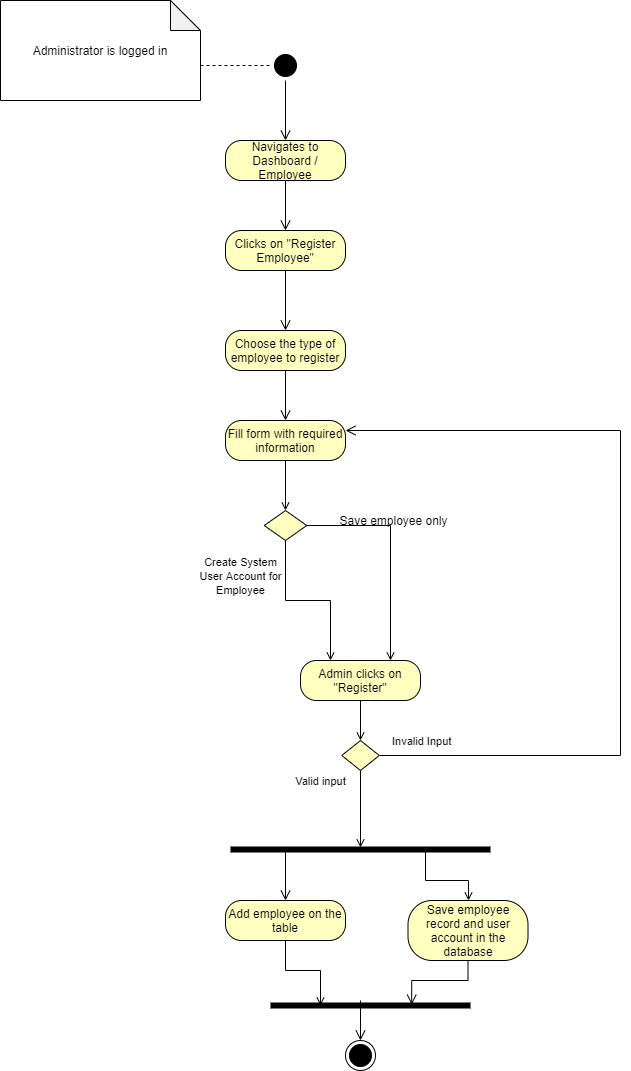 Administrator is logged in
Navigates to
Dashboard /
Employee
Clicks on "Register
Employee"
Choose the type of
employee to register
Fill form with required
information
Save employee only
Create System
User Account for
Employee
Admin clicks on
"Register"
Invalid Input
Valid input
Add employee on the
table
Save employee
record and user
account in the
database